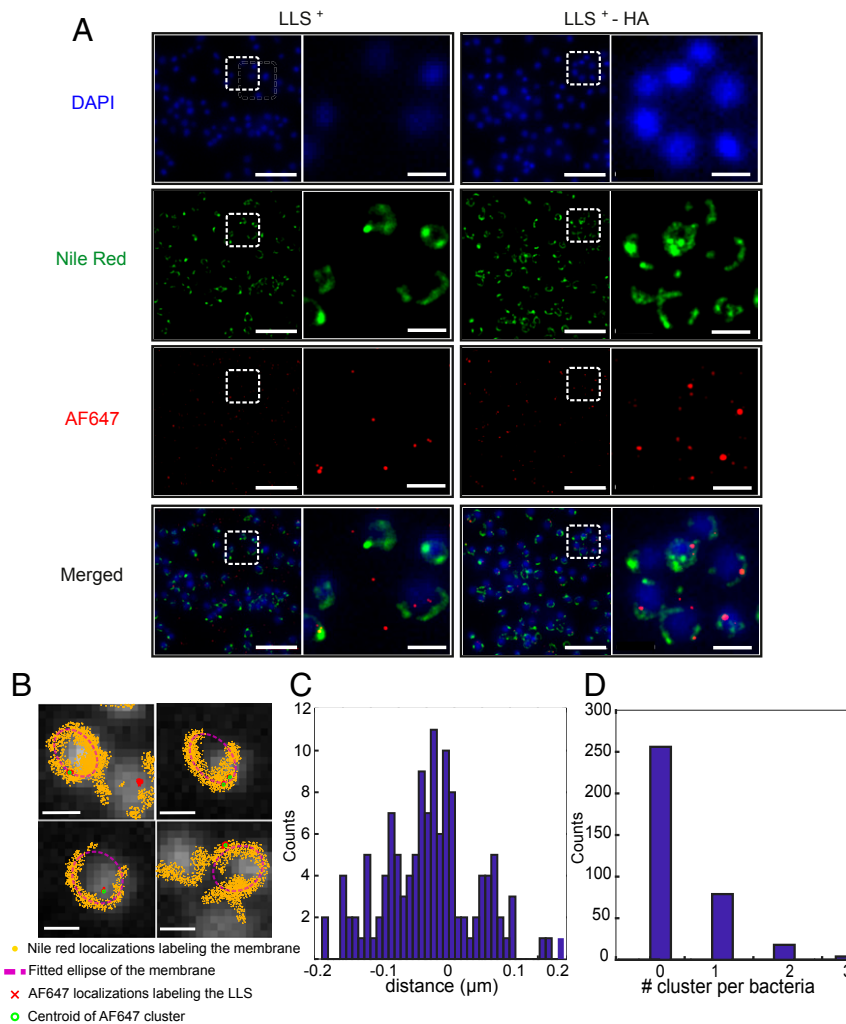 A
LLS +
LLS + - HA
DAPI
Nile Red
AF647
Merged
B
Nile red localizations labeling the membrane
Fitted ellipse of the membrane
AF647 localizations labeling the LLS
Centroid of AF647 cluster
C
12
10
8
6
4
2
Counts
-0.2
-0.1
0
0.1
0.2
distance (µm)
D
300
250
200
150
100
50
0
Counts
0
1
2
3
# cluster per bacteria